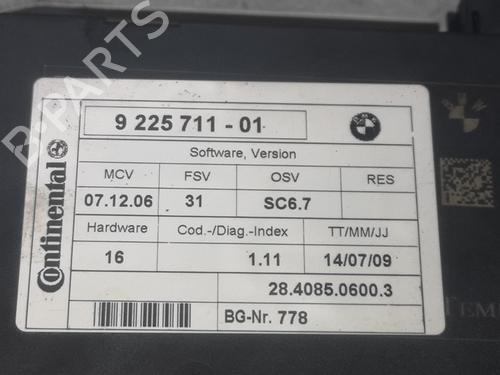 B-PARTS
9 225 711 - 01
BMW
Software, Version
MCV FSV OSV RES
07.12.06 31 SC6.7
Hardware Cod.-/Diag.-Index TT/MM/JJ
16 1.11 14/07/09
28.4085.0600.3
BG-Nr. 778
Continental
TEM